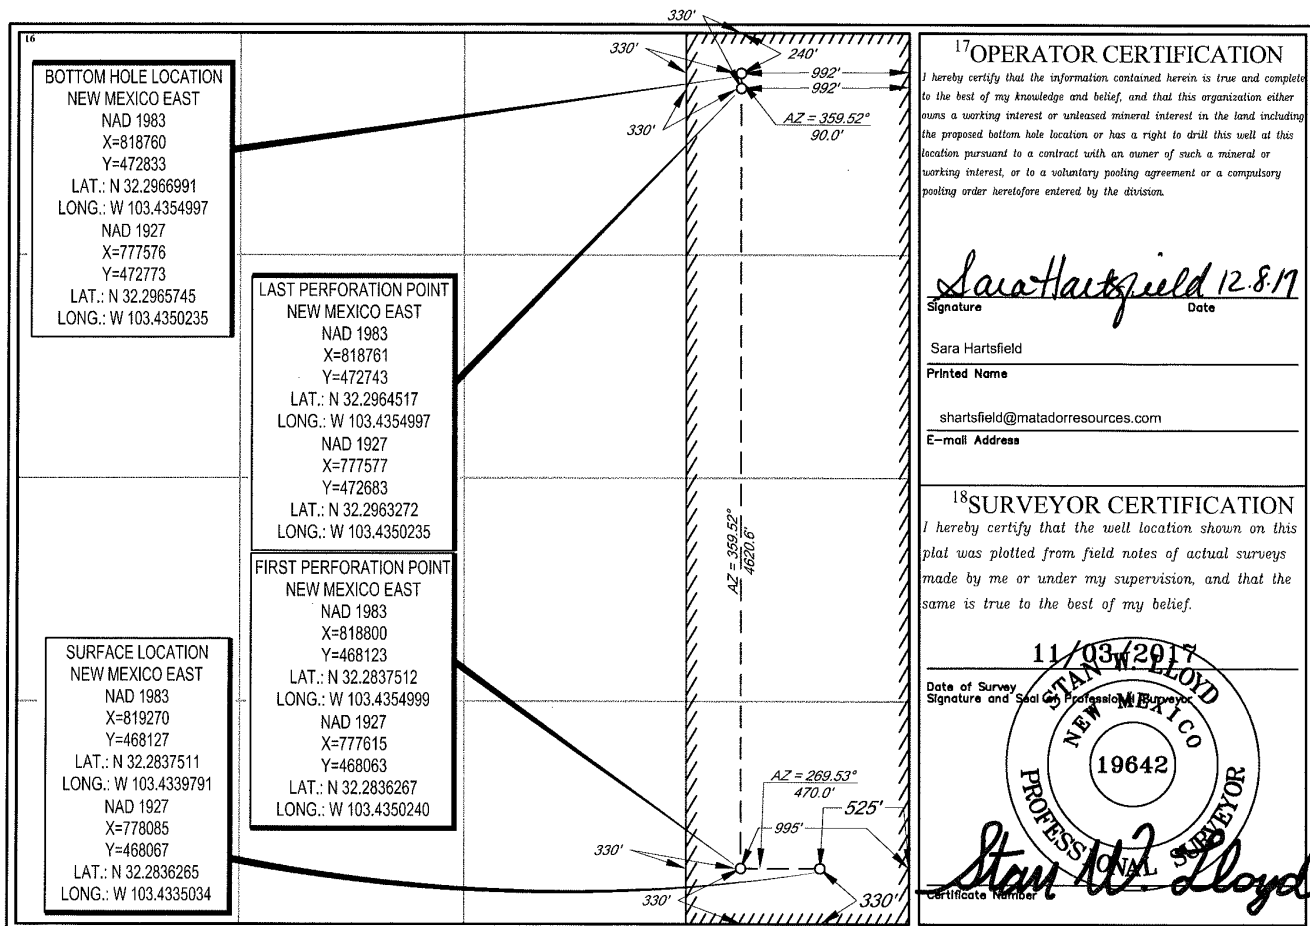 16
BOTTOM HOLE LOCATION
NEW MEXICO EAST
NAD 1983
X=818760
Y=472833
LAT.: N 32.2966991
LONG.: W 103.4354997
NAD 1927
X=777576
Y=472773
LAT.: N 32.2965745
LONG.: W 103.4350235
LAST PERFORATION POINT
NEW MEXICO EAST
NAD 1983
X=818761
Y=472743
LAT.: N 32.2964517
LONG.: W 103.4354997
NAD 1927
X=777577
Y=472683
LAT.: N 32.2963272
LONG.: W 103.4350235
FIRST PERFORATION POINT
NEW MEXICO EAST
NAD 1983
X=818800
Y=468123
LAT.: N 32.2837512
LONG.: W 103.4354999
NAD 1927
X=777615
Y=468063
LAT.: N 32.2836267
LONG.: W 103.4350240
SURFACE LOCATION
NEW MEXICO EAST
NAD 1983
X=819270
Y=468127
LAT.: N 32.2837511
LONG.: W 103.4339791
NAD 1927
X=778085
Y=468067
LAT.: N 32.2836265
LONG.: W 103.4335034
330'
330'
240'
992'
992'
330'
AZ = 359.52°
90.0'
AZ = 359.52°
4620.6'
AZ = 269.53°
470.0'
525'
995'
330'
330'
330'
17 OPERATOR CERTIFICATION
I hereby certify that the information contained herein is true and complete
to the best of my knowledge and belief, and that this organization either
owns a working interest or unleased mineral interest in the land including
the proposed bottom hole location or has a right to drill this well at this
location pursuant to a contract with an owner of such a mineral or
working interest, or to a voluntary pooling agreement or a compulsory
pooling order heretofore entered by the division.
Sara Hartsfield 12.8.17
Signature Date
Sara Hartsfield
Printed Name
shartsfield@matadorresources.com
E-mail Address
18 SURVEYOR CERTIFICATION
I hereby certify that the well location shown on this
plat was plotted from field notes of actual surveys
made by me or under my supervision, and that the
same is true to the best of my belief.
11/03/2017
Date of Survey
Signature and Seal of Professional Surveyor
STAN W. LLOYD
NEW MEXICO
19642
PROFESSIONAL SURVEYOR
Stan W. Lloyd
Certificate Number